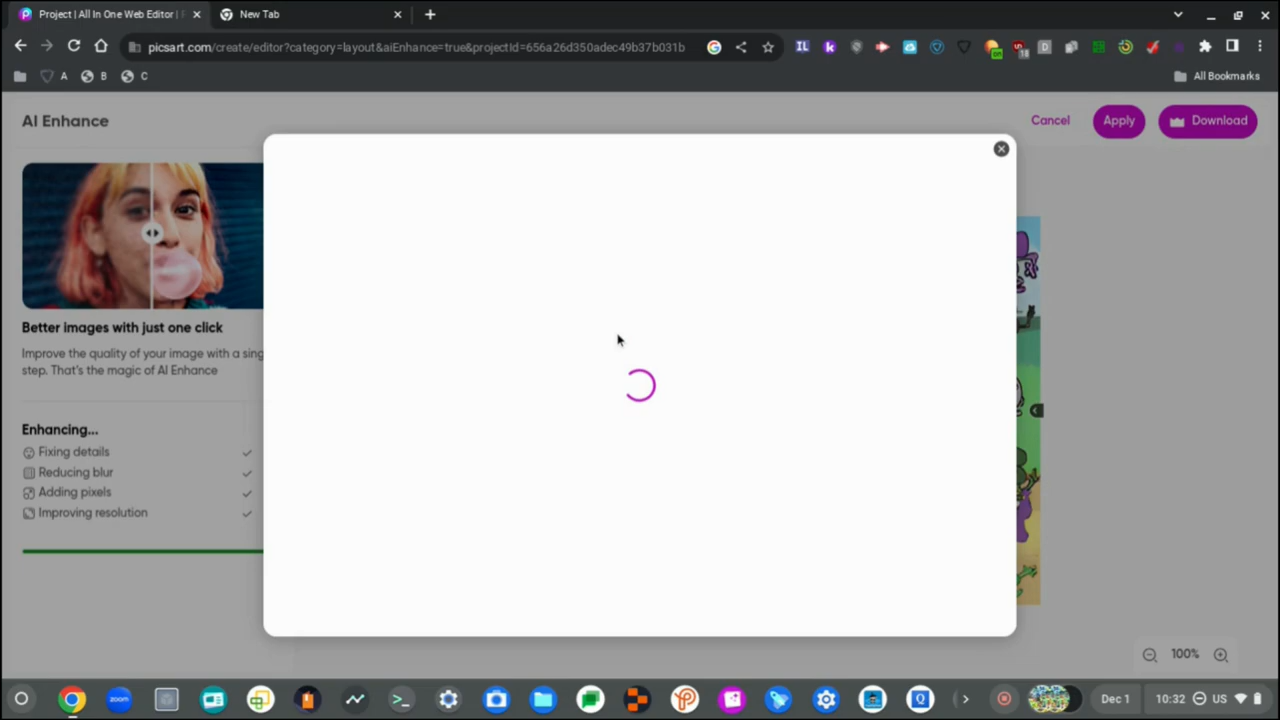 Project | All In One Web Editor |
New Tab
picsart.com/create/editor?category=layout&aiEnhance=true&projectId=656a26d350adec49b37b031b
A
B
C
All Bookmarks
AI Enhance
Cancel
Apply
Download
Better images with just one click
Improve the quality of your image with a sing
step. That's the magic of AI Enhance
Enhancing...
Fixing details
Reducing blur
Adding pixels
Improving resolution
100%
zoom
Dec 1
10:32
US